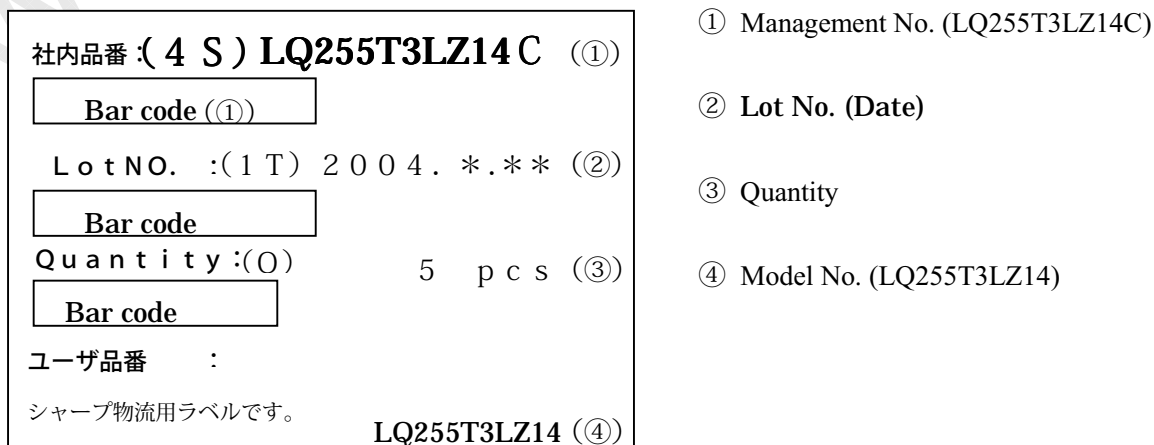 社内品番:(4S)LQ255T3LZ14C (①)
Bar code (①)
LotNO. :(1T) 2004. *.** (②)
Bar code
Quantity:(Q) 5 pcs (③)
Bar code
ユーザ品番 :
シャープ物流用ラベルです。
LQ255T3LZ14 (④)
① Management No. (LQ255T3LZ14C)
② Lot No. (Date)
③ Quantity
④ Model No. (LQ255T3LZ14)